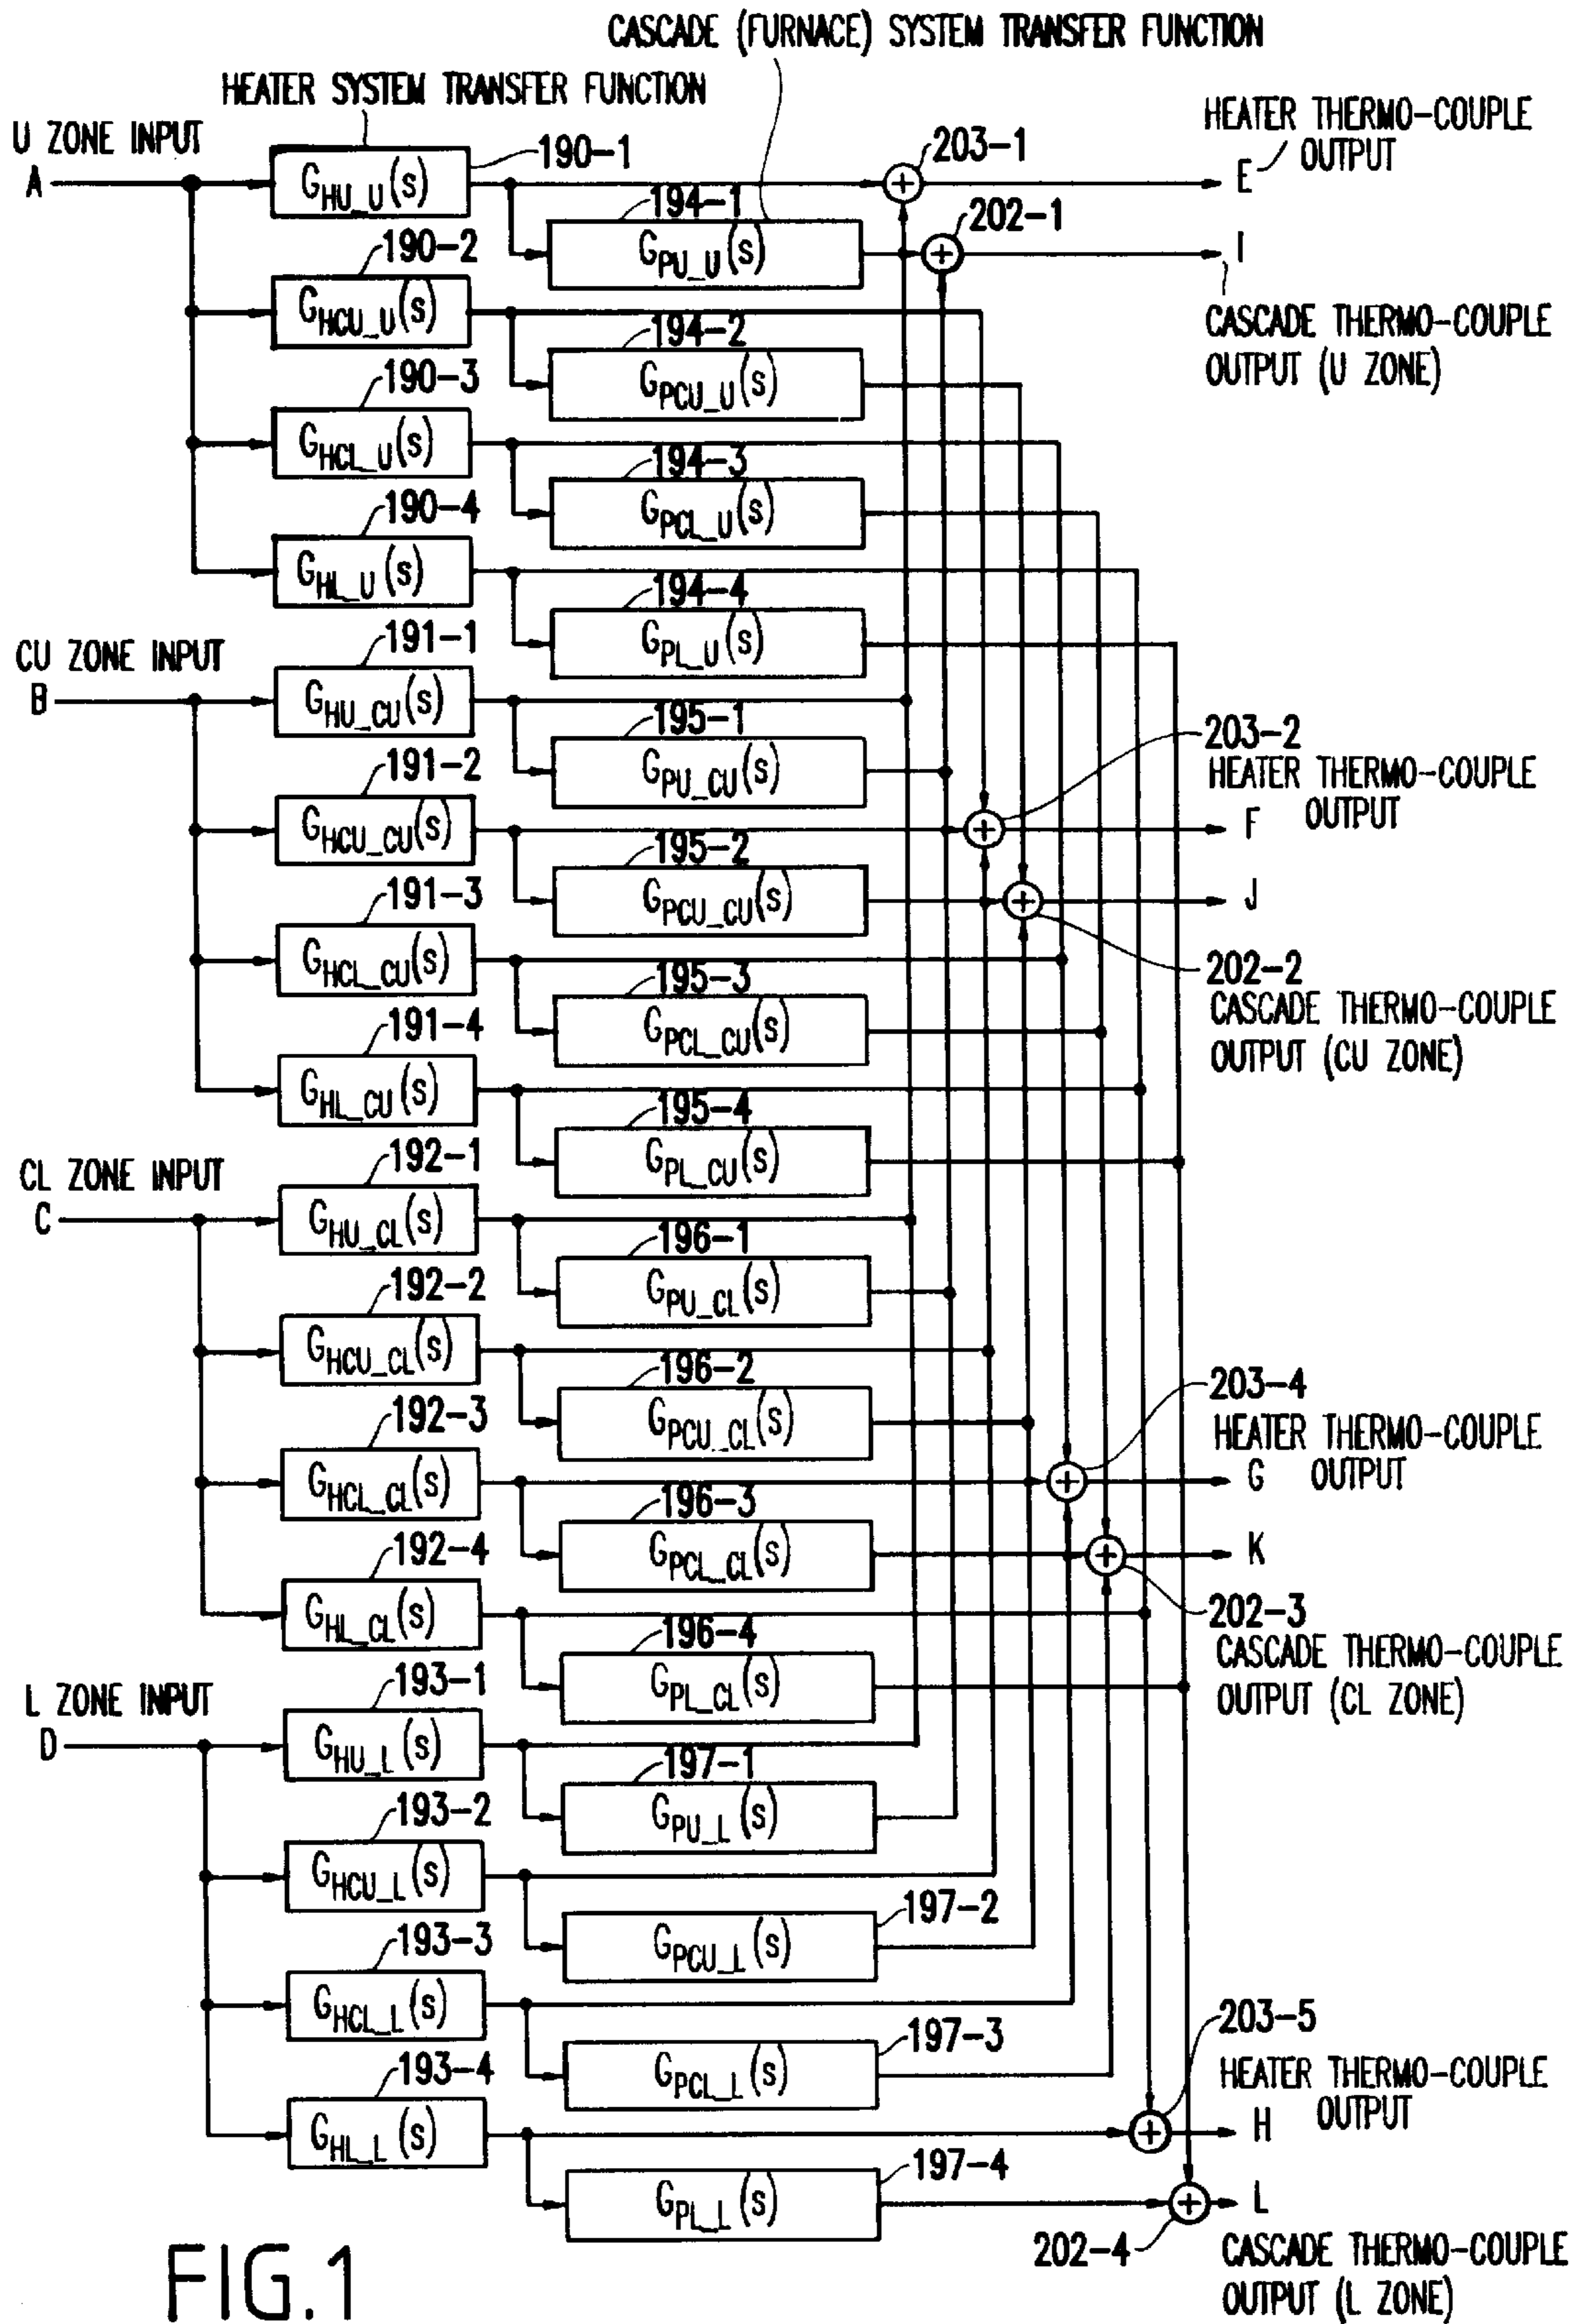 CASCADE (FURNACE) SYSTEM TRANSFER FUNCTION
HEATER SYSTEM TRANSFER FUNCTION
U ZONE INPUT
A
G_HU_U(s)
190-1
203-1
HEATER THERMO-COUPLE
OUTPUT
E
194-1
G_PU_U(s)
202-1
I
190-2
G_HCU_U(s)
CASCADE THERMO-COUPLE
OUTPUT (U ZONE)
194-2
G_PCU_U(s)
190-3
G_HCL_U(s)
194-3
G_PCL_U(s)
190-4
G_HL_U(s)
194-4
G_PL_U(s)
CU ZONE INPUT
B
191-1
G_HU_CU(s)
195-1
G_PU_CU(s)
203-2
HEATER THERMO-COUPLE
OUTPUT
F
191-2
G_HCU_CU(s)
195-2
G_PCU_CU(s)
J
191-3
G_HCL_CU(s)
202-2
CASCADE THERMO-COUPLE
OUTPUT (CU ZONE)
195-3
G_PCL_CU(s)
191-4
G_HL_CU(s)
195-4
G_PL_CU(s)
CL ZONE INPUT
C
192-1
G_HU_CL(s)
196-1
G_PU_CL(s)
192-2
G_HCU_CL(s)
196-2
G_PCU_CL(s)
203-4
HEATER THERMO-COUPLE
OUTPUT
G
192-3
G_HCL_CL(s)
196-3
G_PCL_CL(s)
K
192-4
G_HL_CL(s)
202-3
CASCADE THERMO-COUPLE
OUTPUT (CL ZONE)
196-4
G_PL_CL(s)
L ZONE INPUT
D
193-1
G_HU_L(s)
197-1
G_PU_L(s)
193-2
G_HCU_L(s)
197-2
G_PCU_L(s)
193-3
G_HCL_L(s)
197-3
G_PCL_L(s)
203-5
HEATER THERMO-COUPLE
OUTPUT
H
193-4
G_HL_L(s)
197-4
G_PL_L(s)
L
202-4
CASCADE THERMO-COUPLE
OUTPUT (L ZONE)
FIG.1